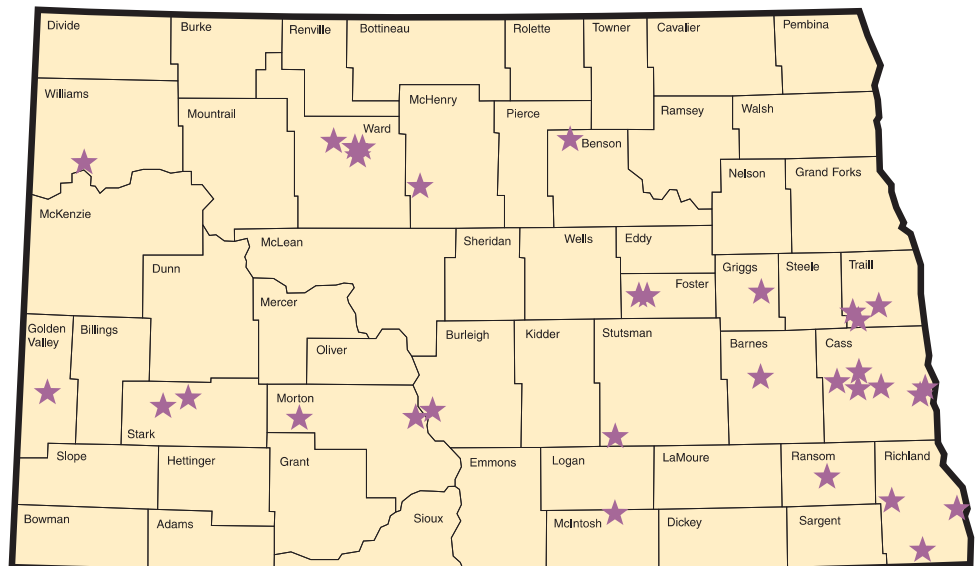 Divide
Burke
Renville
Bottineau
Rolette
Towner
Cavalier
Pembina
Williams
Mountrail
Ward
McHenry
Pierce
Benson
Ramsey
Walsh
Nelson
Grand Forks
McKenzie
Dunn
McLean
Mercer
Oliver
Sheridan
Wells
Eddy
Foster
Griggs
Steele
Traill
Golden
Valley
Billings
Stark
Morton
Burleigh
Kidder
Stutsman
Barnes
Cass
Slope
Hettinger
Grant
Emmons
Logan
LaMoure
Ransom
Richland
Bowman
Adams
Sioux
McIntosh
Dickey
Sargent